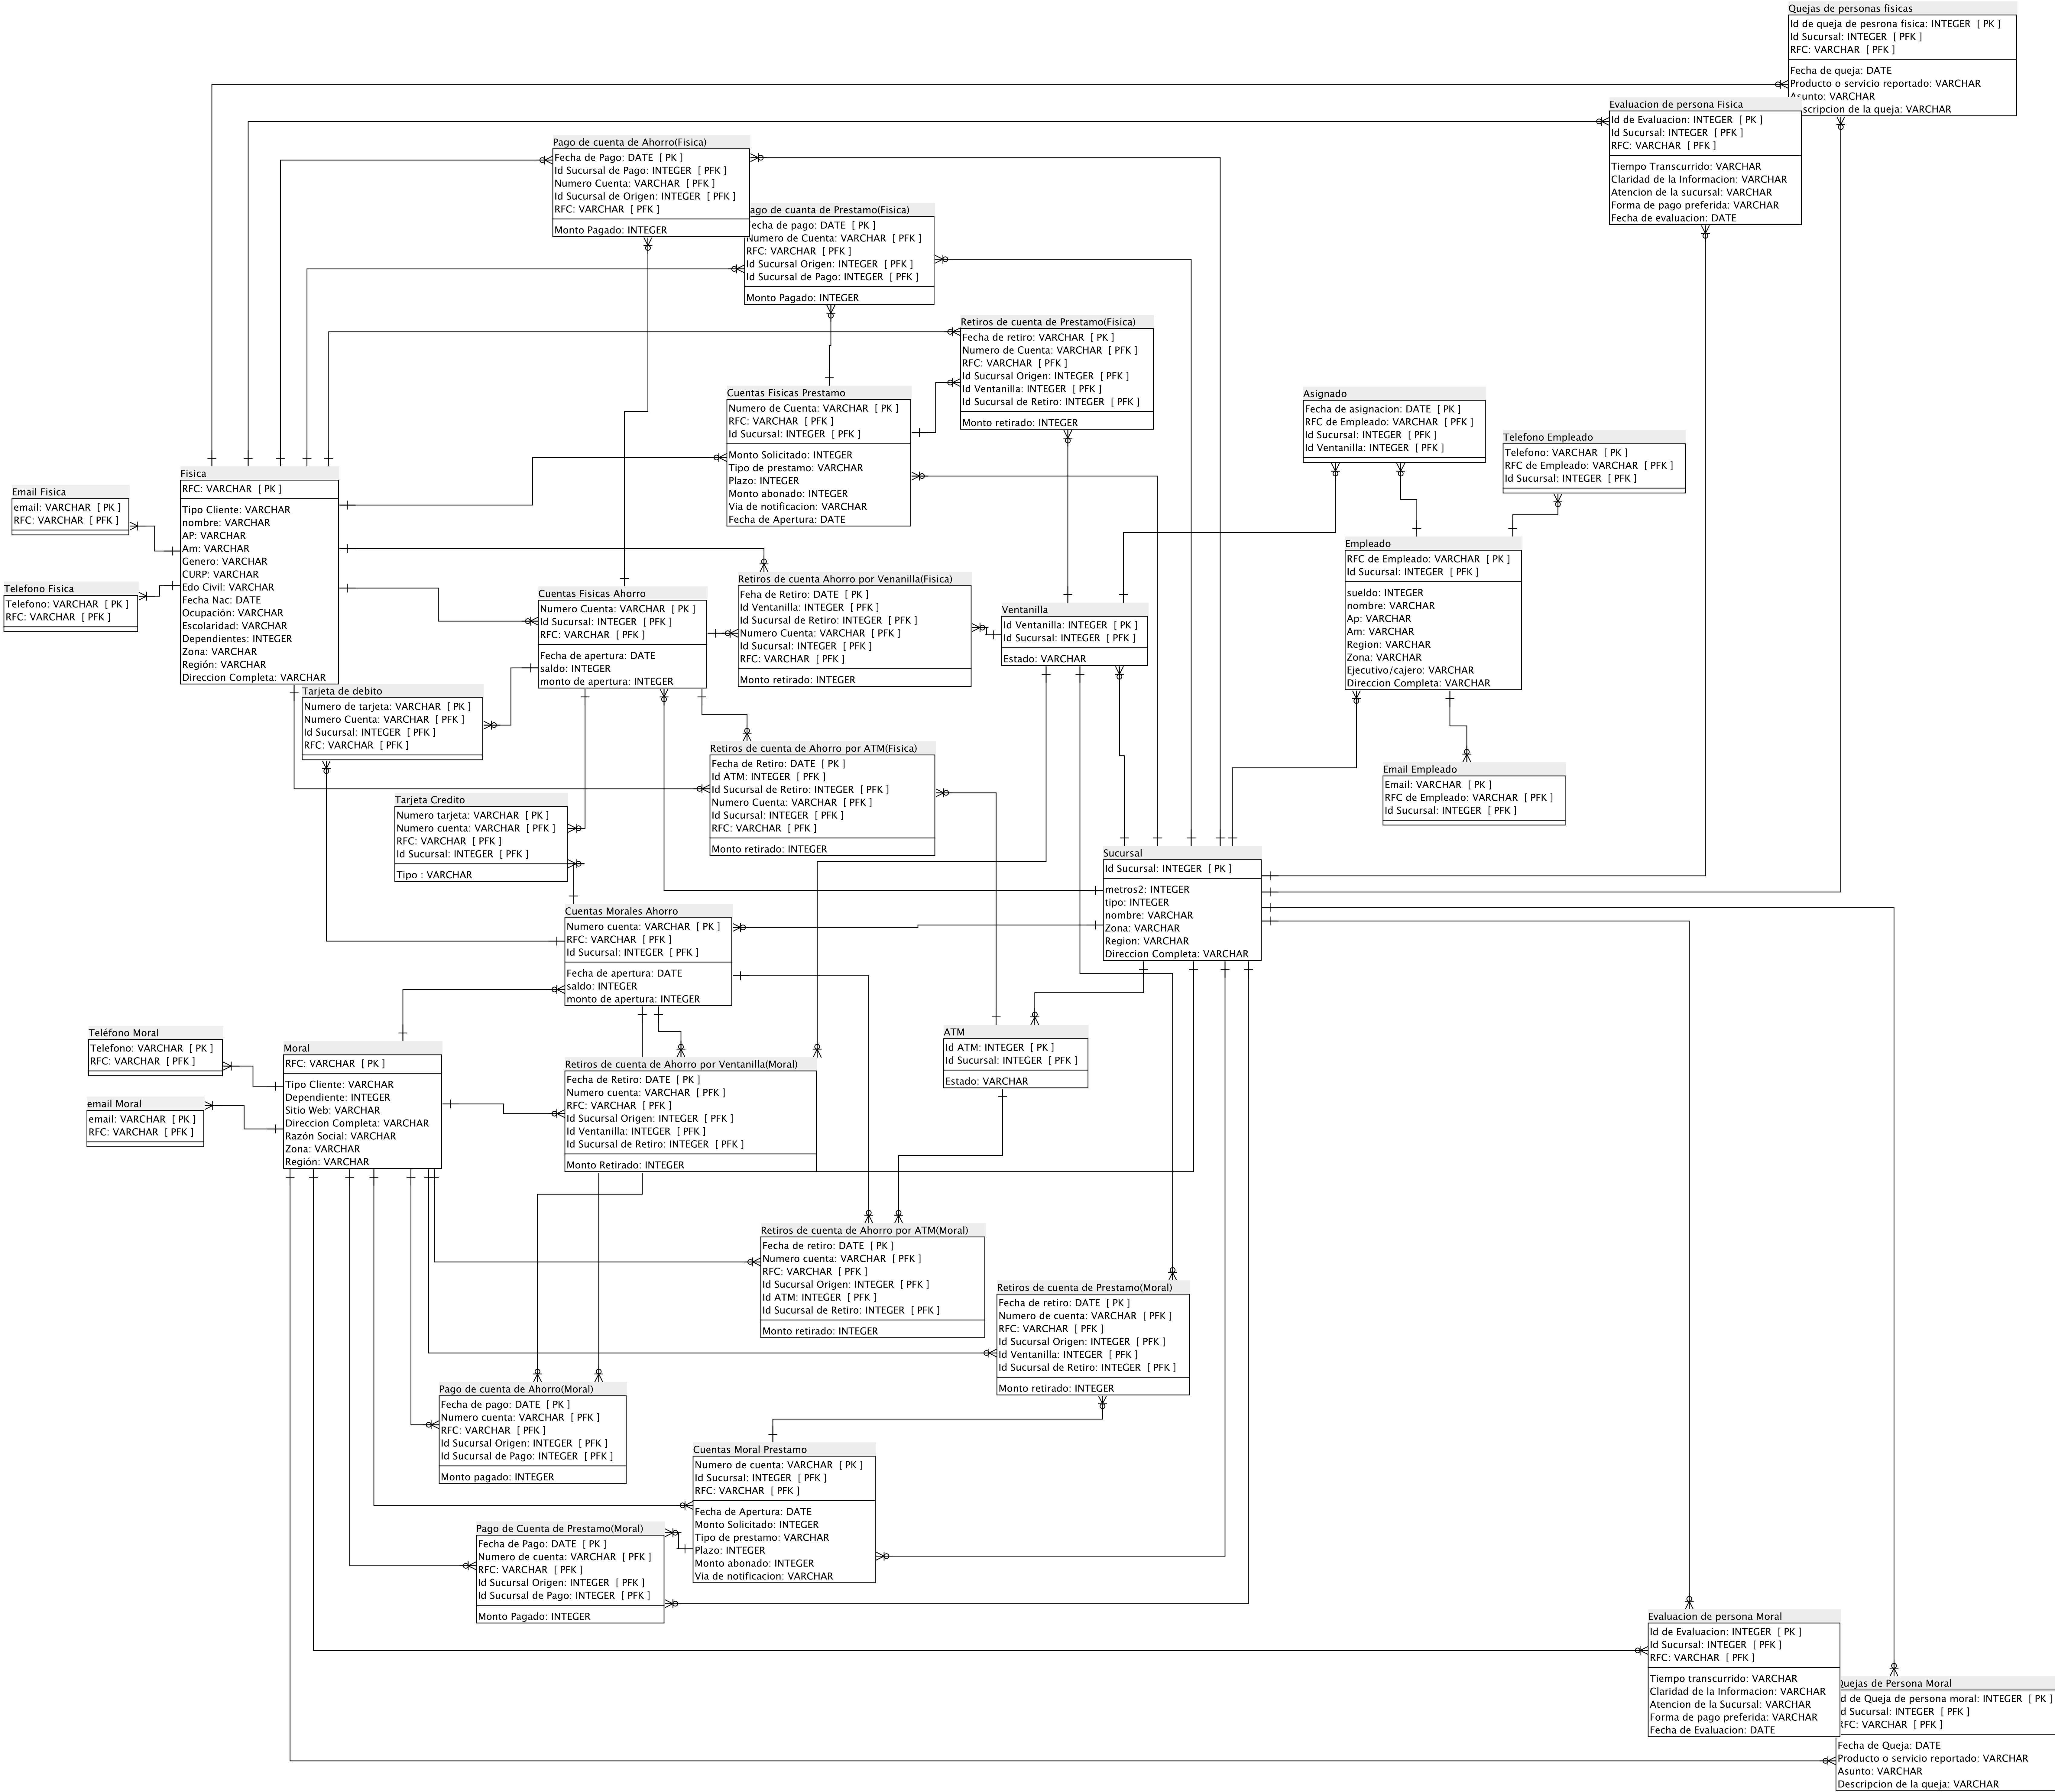 Quejas de personas fisicas
Id de queja de pesrona fisica: INTEGER [ PK ]
Id Sucursal: INTEGER [ PFK ]
RFC: VARCHAR [ PFK ]
Fecha de queja: DATE
Producto o servicio reportado: VARCHAR
Asunto: VARCHAR
scripcion de la queja: VARCHAR
Evaluacion de persona Fisica
Id de Evaluacion: INTEGER [ PK ]
Id Sucursal: INTEGER [ PFK ]
RFC: VARCHAR [ PFK ]
Tiempo Transcurrido: VARCHAR
Claridad de la Informacion: VARCHAR
Atencion de la sucursal: VARCHAR
Forma de pago preferida: VARCHAR
Fecha de evaluacion: DATE
Pago de cuenta de Ahorro(Fisica)
Fecha de Pago: DATE [ PK ]
Id Sucursal de Pago: INTEGER [ PFK ]
Numero Cuenta: VARCHAR [ PFK ]
Id Sucursal de Origen: INTEGER [ PFK ]
RFC: VARCHAR [ PFK ]
Monto Pagado: INTEGER
ago de cuanta de Prestamo(Fisica)
echa de pago: DATE [ PK ]
Numero de Cuenta: VARCHAR [ PFK ]
RFC: VARCHAR [ PFK ]
Id Sucursal Origen: INTEGER [ PFK ]
Id Sucursal de Pago: INTEGER [ PFK ]
Monto Pagado: INTEGER
Retiros de cuenta de Prestamo(Fisica)
Fecha de retiro: VARCHAR [ PK ]
Numero de Cuenta: VARCHAR [ PFK ]
RFC: VARCHAR [ PFK ]
Id Sucursal Origen: INTEGER [ PFK ]
Id Ventanilla: INTEGER [ PFK ]
Id Sucursal de Retiro: INTEGER [ PFK ]
Monto retirado: INTEGER
Cuentas Fisicas Prestamo
Numero de Cuenta: VARCHAR [ PK ]
RFC: VARCHAR [ PFK ]
Id Sucursal: INTEGER [ PFK ]
Monto Solicitado: INTEGER
Tipo de prestamo: VARCHAR
Plazo: INTEGER
Monto abonado: INTEGER
Via de notificacion: VARCHAR
Fecha de Apertura: DATE
Asignado
Fecha de asignacion: DATE [ PK ]
RFC de Empleado: VARCHAR [ PFK ]
Id Sucursal: INTEGER [ PFK ]
Id Ventanilla: INTEGER [ PFK ]
Telefono Empleado
Telefono: VARCHAR [ PK ]
RFC de Empleado: VARCHAR [ PFK ]
Id Sucursal: INTEGER [ PFK ]
Fisica
RFC: VARCHAR [ PK ]
Tipo Cliente: VARCHAR
nombre: VARCHAR
AP: VARCHAR
Am: VARCHAR
Genero: VARCHAR
CURP: VARCHAR
Edo Civil: VARCHAR
Fecha Nac: DATE
Ocupación: VARCHAR
Escolaridad: VARCHAR
Dependientes: INTEGER
Zona: VARCHAR
Región: VARCHAR
Direccion Completa: VARCHAR
Email Fisica
email: VARCHAR [ PK ]
RFC: VARCHAR [ PFK ]
Telefono Fisica
Telefono: VARCHAR [ PK ]
RFC: VARCHAR [ PFK ]
Empleado
RFC de Empleado: VARCHAR [ PK ]
Id Sucursal: INTEGER [ PFK ]
sueldo: INTEGER
nombre: VARCHAR
Ap: VARCHAR
Am: VARCHAR
Region: VARCHAR
Zona: VARCHAR
Ejecutivo/cajero: VARCHAR
Direccion Completa: VARCHAR
Cuentas Fisicas Ahorro
Numero Cuenta: VARCHAR [ PK ]
Id Sucursal: INTEGER [ PFK ]
RFC: VARCHAR [ PFK ]
Fecha de apertura: DATE
saldo: INTEGER
monto de apertura: INTEGER
Retiros de cuenta Ahorro por Venanilla(Fisica)
Feha de Retiro: DATE [ PK ]
Id Ventanilla: INTEGER [ PFK ]
Id Sucursal de Retiro: INTEGER [ PFK ]
Numero Cuenta: VARCHAR [ PFK ]
Id Sucursal: INTEGER [ PFK ]
RFC: VARCHAR [ PFK ]
Monto retirado: INTEGER
Ventanilla
Id Ventanilla: INTEGER [ PK ]
Id Sucursal: INTEGER [ PFK ]
Estado: VARCHAR
Tarjeta de debito
Numero de tarjeta: VARCHAR [ PK ]
Numero Cuenta: VARCHAR [ PFK ]
Id Sucursal: INTEGER [ PFK ]
RFC: VARCHAR [ PFK ]
Retiros de cuenta de Ahorro por ATM(Fisica)
Fecha de Retiro: DATE [ PK ]
Id ATM: INTEGER [ PFK ]
Id Sucursal de Retiro: INTEGER [ PFK ]
Numero Cuenta: VARCHAR [ PFK ]
Id Sucursal: INTEGER [ PFK ]
RFC: VARCHAR [ PFK ]
Monto retirado: INTEGER
Email Empleado
Email: VARCHAR [ PK ]
RFC de Empleado: VARCHAR [ PFK ]
Id Sucursal: INTEGER [ PFK ]
Tarjeta Credito
Numero tarjeta: VARCHAR [ PK ]
Numero cuenta: VARCHAR [ PFK ]
RFC: VARCHAR [ PFK ]
Id Sucursal: INTEGER [ PFK ]
Tipo : VARCHAR
Sucursal
Id Sucursal: INTEGER [ PK ]
metros2: INTEGER
tipo: INTEGER
nombre: VARCHAR
Zona: VARCHAR
Region: VARCHAR
Direccion Completa: VARCHAR
Cuentas Morales Ahorro
Numero cuenta: VARCHAR [ PK ]
RFC: VARCHAR [ PFK ]
Id Sucursal: INTEGER [ PFK ]
Fecha de apertura: DATE
saldo: INTEGER
monto de apertura: INTEGER
ATM
Id ATM: INTEGER [ PK ]
Id Sucursal: INTEGER [ PFK ]
Estado: VARCHAR
Teléfono Moral
Telefono: VARCHAR [ PK ]
RFC: VARCHAR [ PFK ]
email Moral
email: VARCHAR [ PK ]
RFC: VARCHAR [ PFK ]
Moral
RFC: VARCHAR [ PK ]
Tipo Cliente: VARCHAR
Dependiente: INTEGER
Sitio Web: VARCHAR
Direccion Completa: VARCHAR
Razón Social: VARCHAR
Zona: VARCHAR
Región: VARCHAR
Retiros de cuenta de Ahorro por Ventanilla(Moral)
Fecha de Retiro: DATE [ PK ]
Numero cuenta: VARCHAR [ PFK ]
RFC: VARCHAR [ PFK ]
Id Sucursal Origen: INTEGER [ PFK ]
Id Ventanilla: INTEGER [ PFK ]
Id Sucursal de Retiro: INTEGER [ PFK ]
Monto Retirado: INTEGER
Retiros de cuenta de Ahorro por ATM(Moral)
Fecha de retiro: DATE [ PK ]
Numero cuenta: VARCHAR [ PFK ]
RFC: VARCHAR [ PFK ]
Id Sucursal Origen: INTEGER [ PFK ]
Id ATM: INTEGER [ PFK ]
Id Sucursal de Retiro: INTEGER [ PFK ]
Monto retirado: INTEGER
Retiros de cuenta de Prestamo(Moral)
Fecha de retiro: DATE [ PK ]
Numero de cuenta: VARCHAR [ PFK ]
RFC: VARCHAR [ PFK ]
Id Sucursal Origen: INTEGER [ PFK ]
Id Ventanilla: INTEGER [ PFK ]
Id Sucursal de Retiro: INTEGER [ PFK ]
Monto retirado: INTEGER
Pago de cuenta de Ahorro(Moral)
Fecha de pago: DATE [ PK ]
Numero cuenta: VARCHAR [ PFK ]
RFC: VARCHAR [ PFK ]
Id Sucursal Origen: INTEGER [ PFK ]
Id Sucursal de Pago: INTEGER [ PFK ]
Monto pagado: INTEGER
Cuentas Moral Prestamo
Numero de cuenta: VARCHAR [ PK ]
Id Sucursal: INTEGER [ PFK ]
RFC: VARCHAR [ PFK ]
Fecha de Apertura: DATE
Monto Solicitado: INTEGER
Tipo de prestamo: VARCHAR
Plazo: INTEGER
Monto abonado: INTEGER
Via de notificacion: VARCHAR
Pago de Cuenta de Prestamo(Moral)
Fecha de Pago: DATE [ PK ]
Numero de cuenta: VARCHAR [ PFK ]
RFC: VARCHAR [ PFK ]
Id Sucursal Origen: INTEGER [ PFK ]
Id Sucursal de Pago: INTEGER [ PFK ]
Monto Pagado: INTEGER
Evaluacion de persona Moral
Id de Evaluacion: INTEGER [ PK ]
Id Sucursal: INTEGER [ PFK ]
RFC: VARCHAR [ PFK ]
Tiempo transcurrido: VARCHAR
Claridad de la Informacion: VARCHAR
Atencion de la Sucursal: VARCHAR
Forma de pago preferida: VARCHAR
Fecha de Evaluacion: DATE
Quejas de Persona Moral
d de Queja de persona moral: INTEGER [ PK ]
d Sucursal: INTEGER [ PFK ]
RFC: VARCHAR [ PFK ]
Fecha de Queja: DATE
Producto o servicio reportado: VARCHAR
Asunto: VARCHAR
Descripcion de la queja: VARCHAR